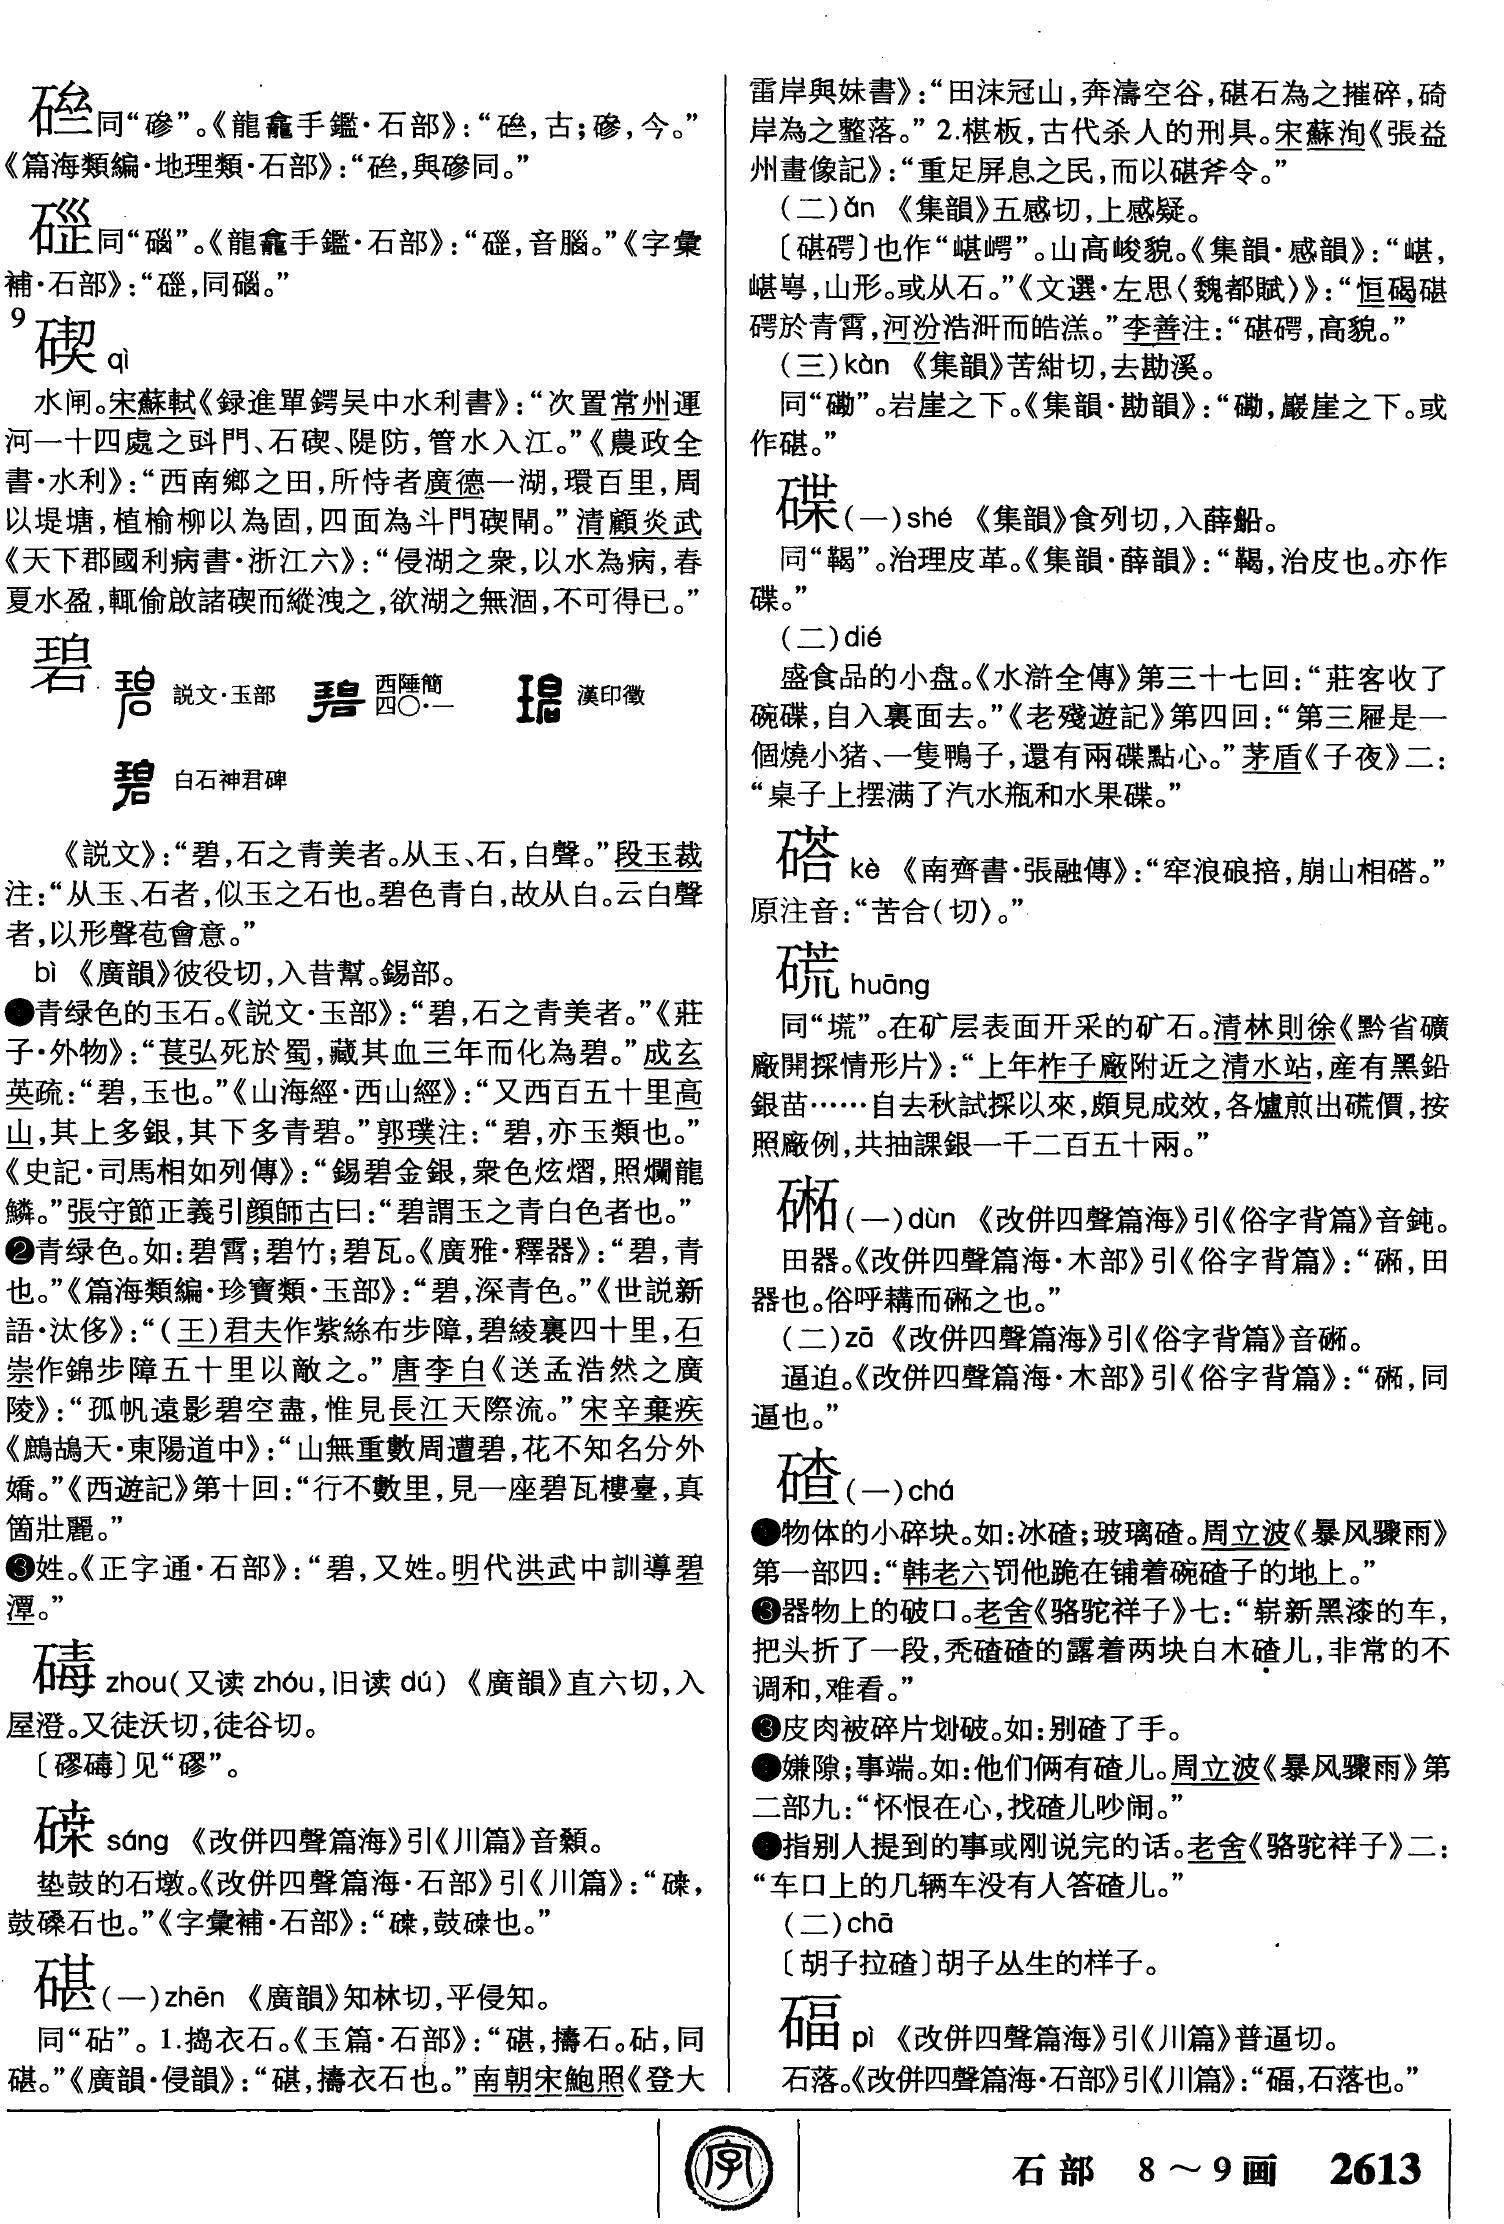 同“磣”。《龍龕手鑑·石部》：“，古；磣，今。”
《篇海類編·地理類·石部》：“，與磣同。”
同“碯”。《龍龕手鑑·石部》：“，音腦。”《字彙
補·石部》：“，同碯。”
9
碶 qì
水闸。宋蘇軾《録進單鍔吴中水利書》：“次置常州運
河一十四處之㪷門、石碶、隄防，管水入江。”《農政全
書·水利》：“西南鄉之田，所恃者廣德一湖，環百里，周
以堤塘，植榆柳以為固，四面為斗門碶閘。”清顧炎武
《天下郡國利病書·浙江六》：“侵湖之衆，以水為病，春
夏水盈，輒偷啟諸碶而縱洩之，欲湖之無涸，不可得已。”
碧 説文·玉部 西陲簡四〇·一 漢印徵
白石神君碑
《説文》：“碧，石之青美者。从玉、石，白聲。”段玉裁
注：“从玉、石者，似玉之石也。碧色青白，故从白。云白聲
者，以形聲苞會意。”
bì 《廣韻》彼役切，入昔幫。錫部。
❶青绿色的玉石。《説文·玉部》：“碧，石之青美者。”《莊
子·外物》：“萇弘死於蜀，藏其血三年而化為碧。”成玄
英疏：“碧，玉也。”《山海經·西山經》：“又西百五十里高
山，其上多銀，其下多青碧。”郭璞注：“碧，亦玉類也。”
《史記·司馬相如列傳》：“錫碧金銀，衆色炫熠，照爛龍
鱗。”張守節正義引顔師古曰：“碧謂玉之青白色者也。”
❷青绿色。如：碧霄；碧竹；碧瓦。《廣雅·釋器》：“碧，青
也。”《篇海類編·珍寶類·玉部》：“碧，深青色。”《世説新
語·汰侈》：“（王）君夫作紫絲布步障，碧綾裏四十里，石
崇作錦步障五十里以敵之。”唐李白《送孟浩然之廣
陵》：“孤帆遠影碧空盡，惟見長江天際流。”宋辛棄疾
《鷓鴣天·東陽道中》：“山無重數周遭碧，花不知名分外
嬌。”《西遊記》第十回：“行不數里，見一座碧瓦樓臺，真
箇壯麗。”
❸姓。《正字通·石部》：“碧，又姓。明代洪武中訓導碧
潭。”
碡 zhou（又读 zhóu，旧读 dú） 《廣韻》直六切，入
屋澄。又徒沃切，徒谷切。
〔磟碡〕见“磟”。
sáng 《改併四聲篇海》引《川篇》音顙。
垫鼓的石墩。《改併四聲篇海·石部》引《川篇》：“，
鼓磉石也。”《字彙補·石部》：“，鼓也。”
碪（一）zhēn 《廣韻》知林切，平侵知。
同“砧”。1.捣衣石。《玉篇·石部》：“碪，擣石。砧，同
碪。”《廣韻·侵韻》：“碪，擣衣石也。”南朝宋鮑照《登大
雷岸與妹書》：“田沫冠山，奔濤空谷，碪石為之摧碎，碕
岸為之韲落。”2.椹板，古代杀人的刑具。宋蘇洵《張益
州畫像記》：“重足屏息之民，而以碪斧令。”
（二）ǎn 《集韻》五感切，上感疑。
〔碪碍〕也作“嵁崿”。山高峻貌。《集韻·感韻》：“嵁，
嵁㟧，山形。或从石。”《文選·左思〈魏都賦〉》：“恒碣碪
䃶於青霄，河汾浩涆而皓溔。”李善注：“碪，高貌。”
（三）kàn 《集韻》苦紺切，去勘溪。
同“磡”。岩崖之下。《集韻·勘韻》：“磡，巖崖之下。或
作碪。”
碟（一）shé 《集韻》食列切，入薛船。
同“鞨”。治理皮革。《集韻·薛韻》：“，治皮也。亦作
碟。”
（二）dié
盛食品的小盘。《水滸全傳》第三十七回：“莊客收了
碗碟，自入裏面去。”《老殘遊記》第四回：“第三屜是一
個燒小猪、一隻鴨子，還有兩碟點心。”茅盾《子夜》二：
“桌子上摆满了汽水瓶和水果碟。”
㗳 kè 《南齊書·張融傳》：“窂浪硠掊，崩山相。”
原注音：“苦合（切）。”
huāng
同“㡆”。在矿层表面开采的矿石。清林則徐《黔省礦
廠開採情形片》：“上年柞子廠附近之清水站，産有黑鉛
銀苗……自去秋試採以來，頗見成效，各爐煎出價，按
照廠例，共抽課銀一千二百五十兩。”
（一）dùn 《改併四聲篇海》引《俗字背篇》音鈍。
田器。《改併四聲篇海·木部》引《俗字背篇》：“，田
器也。俗呼耩而之也。”
（二）zā 《改併四聲篇海》引《俗字背篇》音。
逼迫。《改併四聲篇海·木部》引《俗字背篇》：“，同
逼也。”
碴（一）chá
❶物体的小碎块。如：冰碴；玻璃碴。周立波《暴风骤雨》
第一部四：“韩老六罚他跪在铺着碗碴子的地上。”
❸器物上的破口。老舍《骆驼祥子》七：“崭新黑漆的车，
把头折了一段，秃碴碴的露着两块白木碴儿，非常的不
调和，难看。”
❸皮肉被碎片划破。如：别碴了手。
嫌隙；事端。如：他们俩有碴儿。周立波《暴风骤雨》第
二部九：“怀恨在心，找碴儿吵闹。”
指别人提到的事或刚说完的话。老舍《骆驼祥子》二：
“车口上的几辆车没有人答碴儿。”
（二）chā
〔胡子拉碴〕胡子丛生的样子。
pì 《改併四聲篇海》引《川篇》普逼切。
石落。《改併四聲篇海·石部》引《川篇》：“，石落也。”
字
石部 8～9画 2613